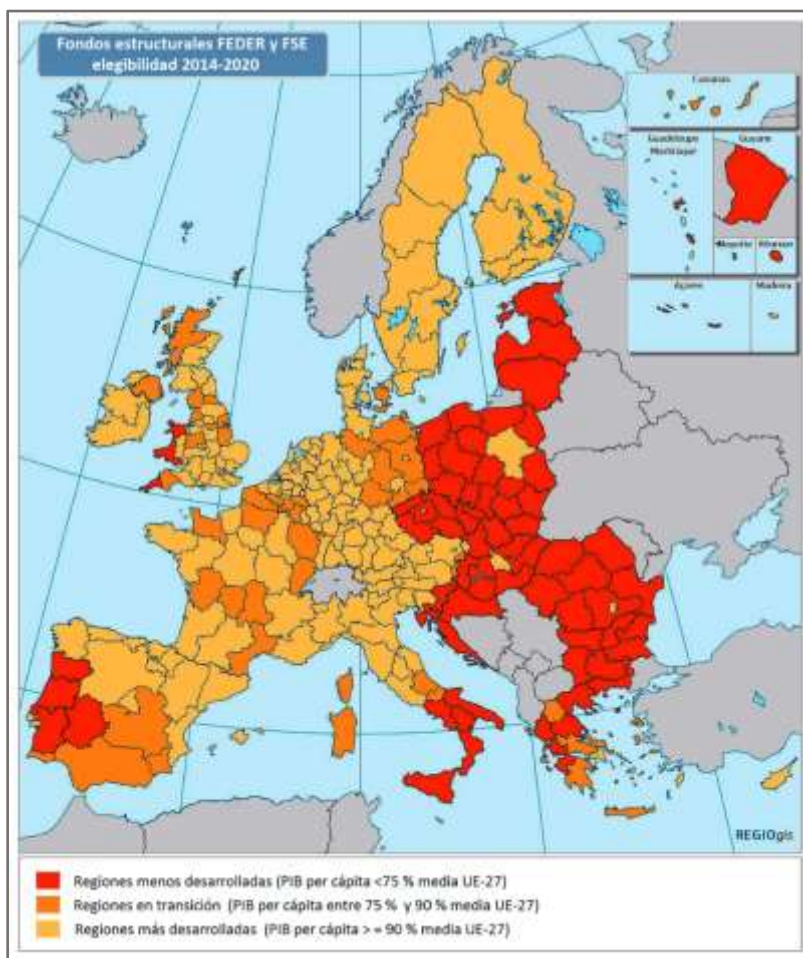 Fondos estructurales FEDER y FSE
elegibilidad 2014-2020
Canarias
Guadeloupe
Martinique
Guyane
Mayotte
Réunion
Açores
Madeira
REGIOgis
Regiones menos desarrolladas (PIB per cápita <75 % media UE-27)
Regiones en transición (PIB per cápita entre 75 % y 90 % media UE-27)
Regiones más desarrolladas (PIB per cápita > = 90 % media UE-27)